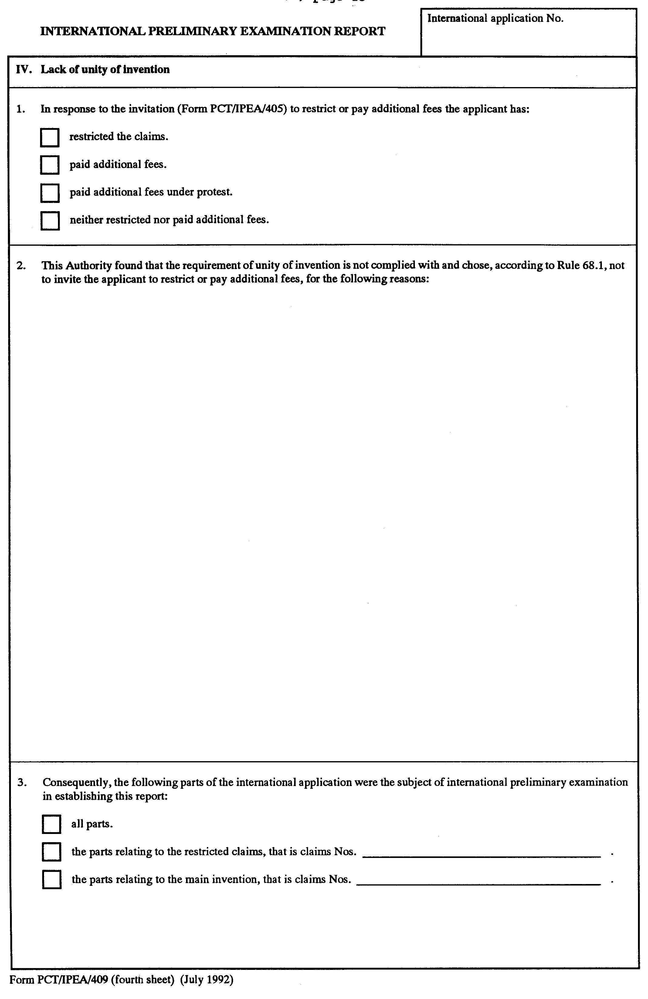 INTERNATIONAL PRELIMINARY EXAMINATION REPORT
International application No.
IV. Lack of unity of invention
1. In response to the invitation (Form PCT/IPEA/405) to restrict or pay additional fees the applicant has:
restricted the claims.
paid additional fees.
paid additional fees under protest.
neither restricted nor paid additional fees.
2. This Authority found that the requirement of unity of invention is not complied with and chose, according to Rule 68.1, not
to invite the applicant to restrict or pay additional fees, for the following reasons:
3. Consequently, the following parts of the international application were the subject of international preliminary examination
in establishing this report:
all parts.
the parts relating to the restricted claims, that is claims Nos. .
the parts relating to the main invention, that is claims Nos. .
Form PCT/IPEA/409 (fourth sheet) (July 1992)